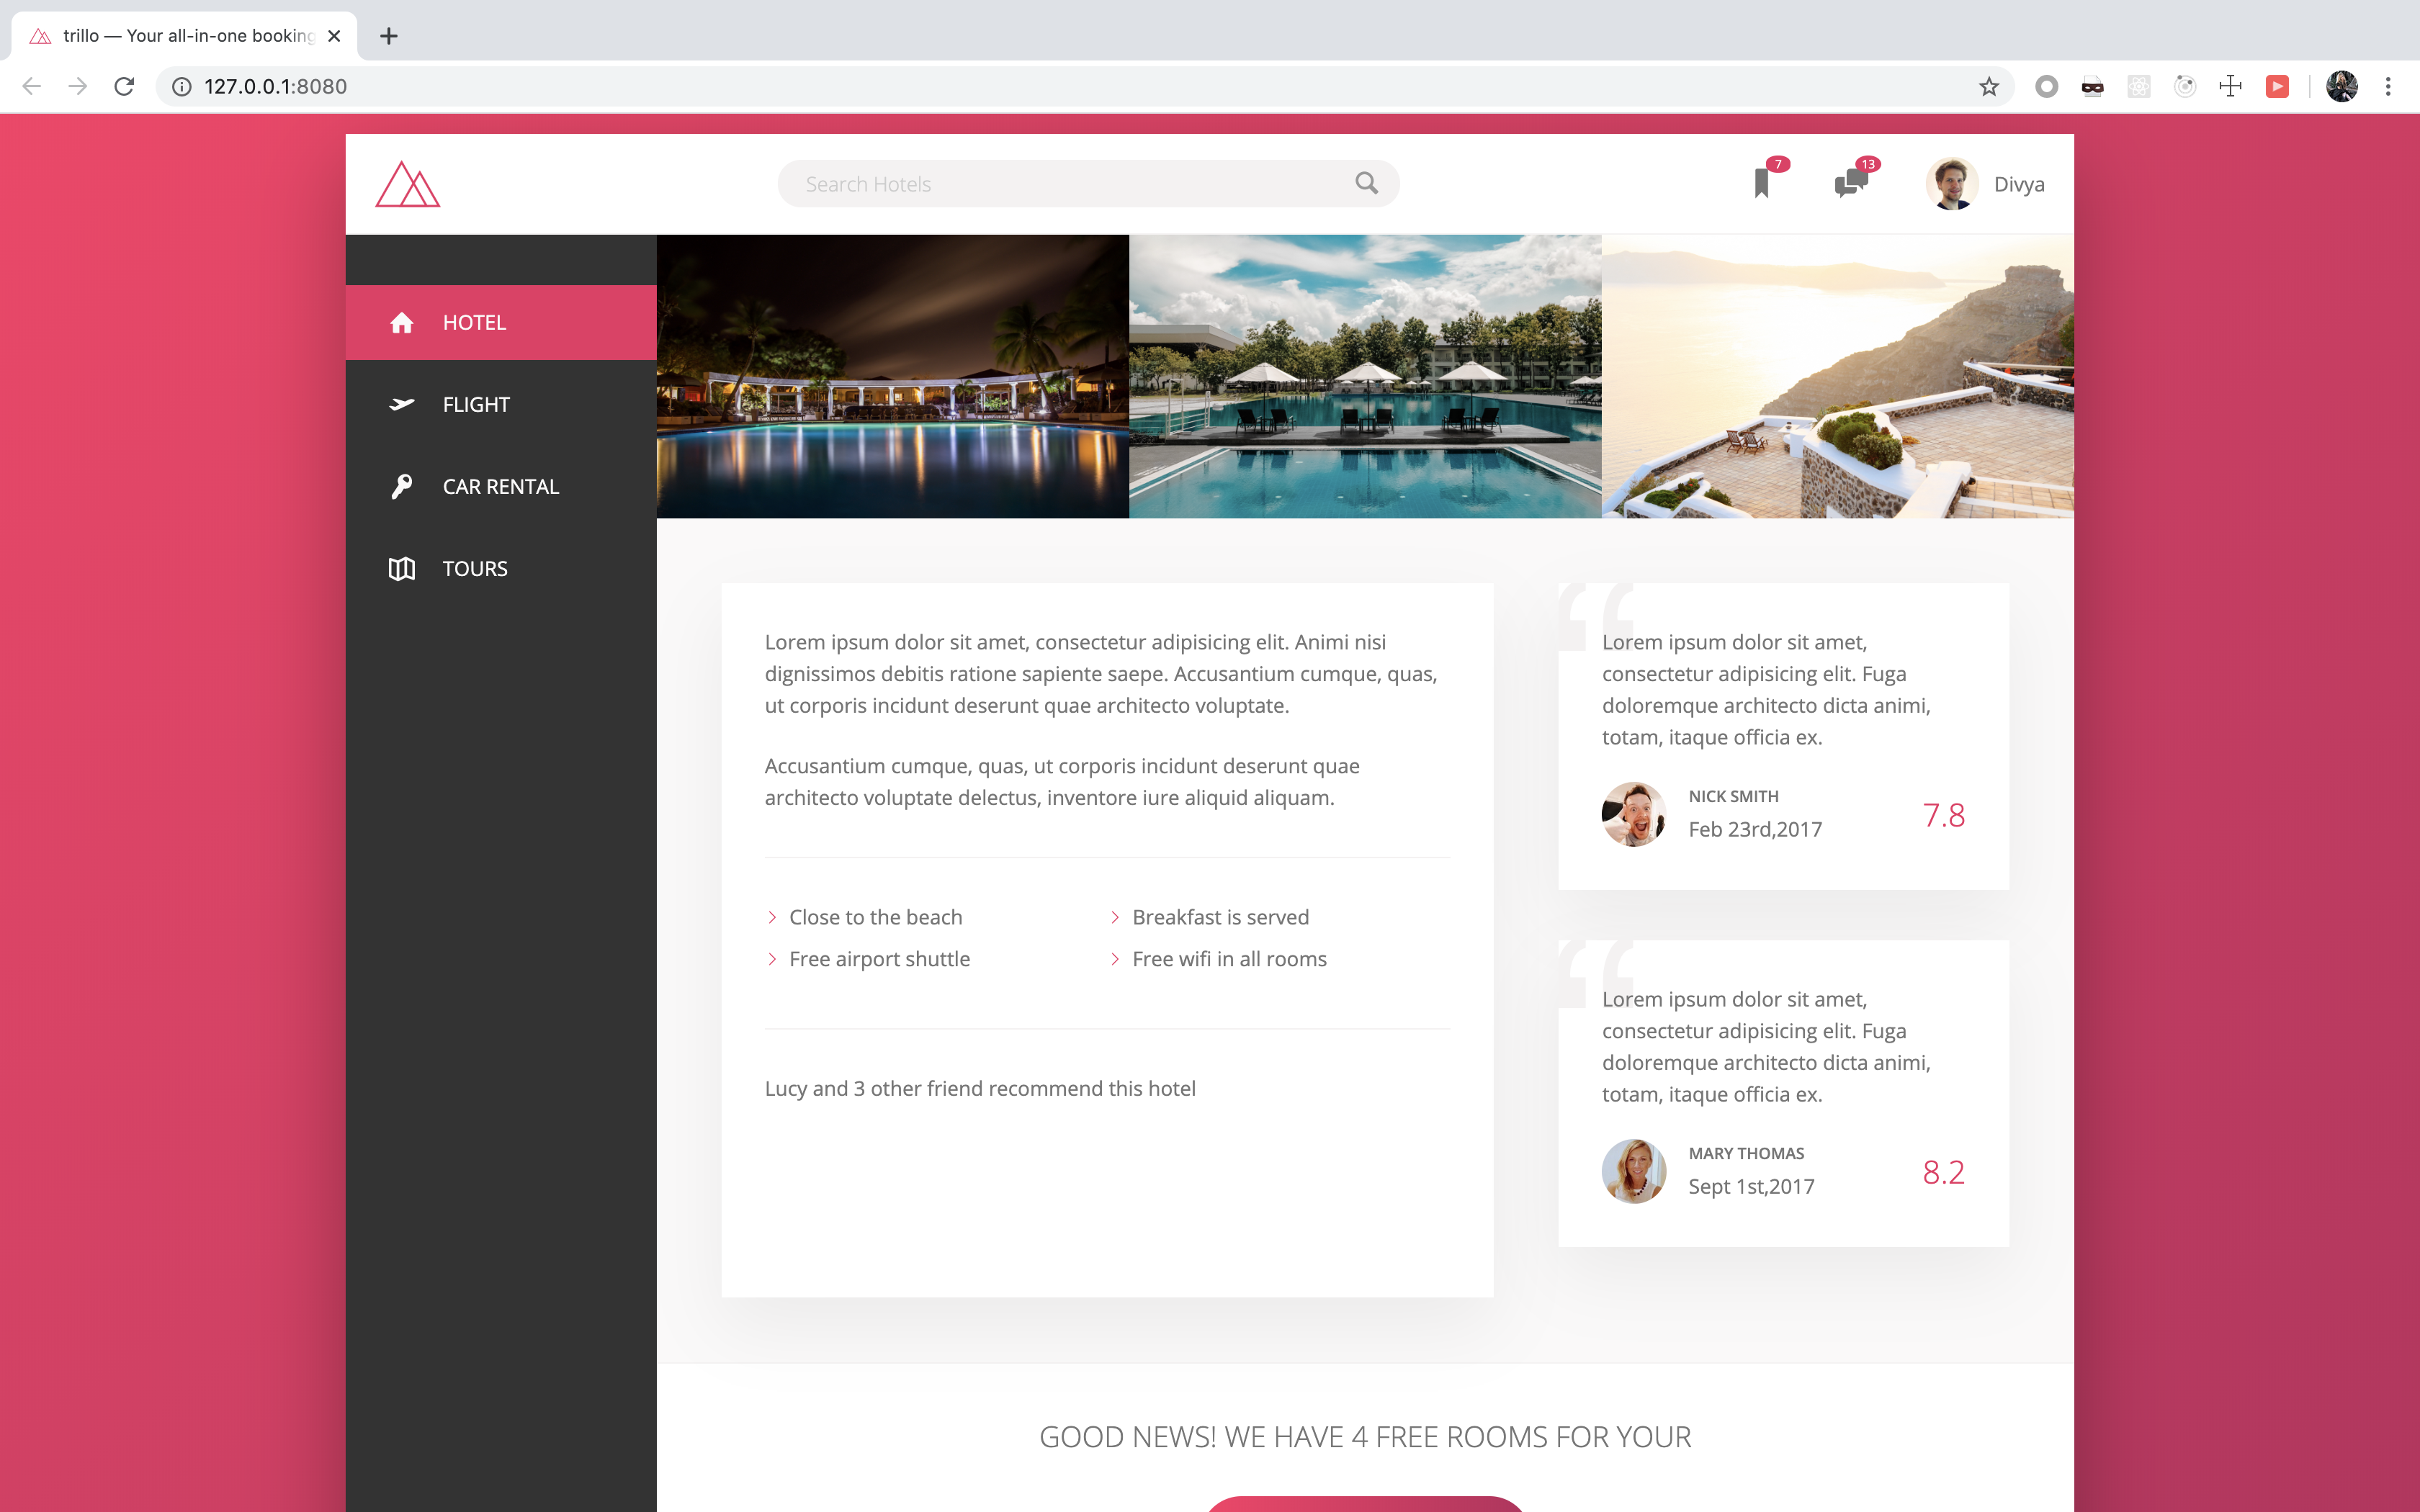 trillo — Your all-in-one booking
127.0.0.1:8080
Search Hotels
7
13
Divya
HOTEL
FLIGHT
CAR RENTAL
TOURS
Lorem ipsum dolor sit amet, consectetur adipisicing elit. Animi nisi
dignissimos debitis ratione sapiente saepe. Accusantium cumque, quas,
ut corporis incidunt deserunt quae architecto voluptate.
Accusantium cumque, quas, ut corporis incidunt deserunt quae
architecto voluptate delectus, inventore iure aliquid aliquam.
Close to the beach
Breakfast is served
Free airport shuttle
Free wifi in all rooms
Lucy and 3 other friend recommend this hotel
“
Lorem ipsum dolor sit amet,
consectetur adipisicing elit. Fuga
doloremque architecto dicta animi,
totam, itaque officia ex.
NICK SMITH
Feb 23rd,2017
7.8
“
Lorem ipsum dolor sit amet,
consectetur adipisicing elit. Fuga
doloremque architecto dicta animi,
totam, itaque officia ex.
MARY THOMAS
Sept 1st,2017
8.2
GOOD NEWS! WE HAVE 4 FREE ROOMS FOR YOUR